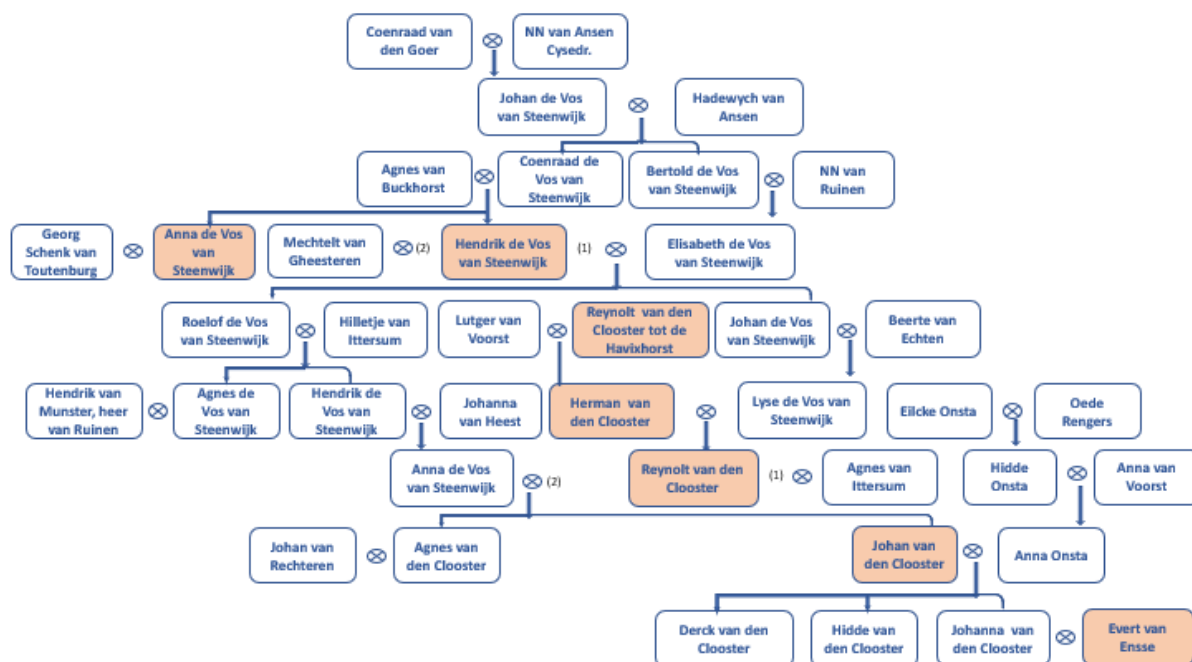 Coenraad van
den Goer
NN van Ansen
Cysedr.
Johan de Vos
van Steenwijk
Hadewych van
Ansen
Agnes van
Buckhorst
Coenraad de
Vos van
Steenwijk
Bertold de Vos
van Steenwijk
NN van
Ruinen
Georg
Schenk van
Toutenburg
Anna de Vos
van
Steenwijk
Mechtelt van
Gheesteren
(2)
Hendrik de Vos
van Steenwijk
(1)
Elisabeth de Vos
van Steenwijk
Roelof de Vos
van Steenwijk
Hilletje van
Ittersum
Lutger van
Voorst
Reynolt van den
Clooster tot de
Havixhorst
Johan de Vos
van Steenwijk
Beerte van
Echten
Hendrik van
Munster, heer
van Ruinen
Agnes de
Vos van
Steenwijk
Hendrik de
Vos van
Steenwijk
Johanna
van Heest
Herman van
den Clooster
Lyse de Vos van
Steenwijk
Eilcke Onsta
Oede
Rengers
Anna de Vos
van Steenwijk
(2)
Reynolt van den
Clooster
(1)
Agnes van
Ittersum
Hidde
Onsta
Anna van
Voorst
Johan van
Rechteren
Agnes van
den Clooster
Johan van
den Clooster
Anna Onsta
Derck van den
Clooster
Hidde van
den Clooster
Johanna van
den Clooster
Evert van
Ensse